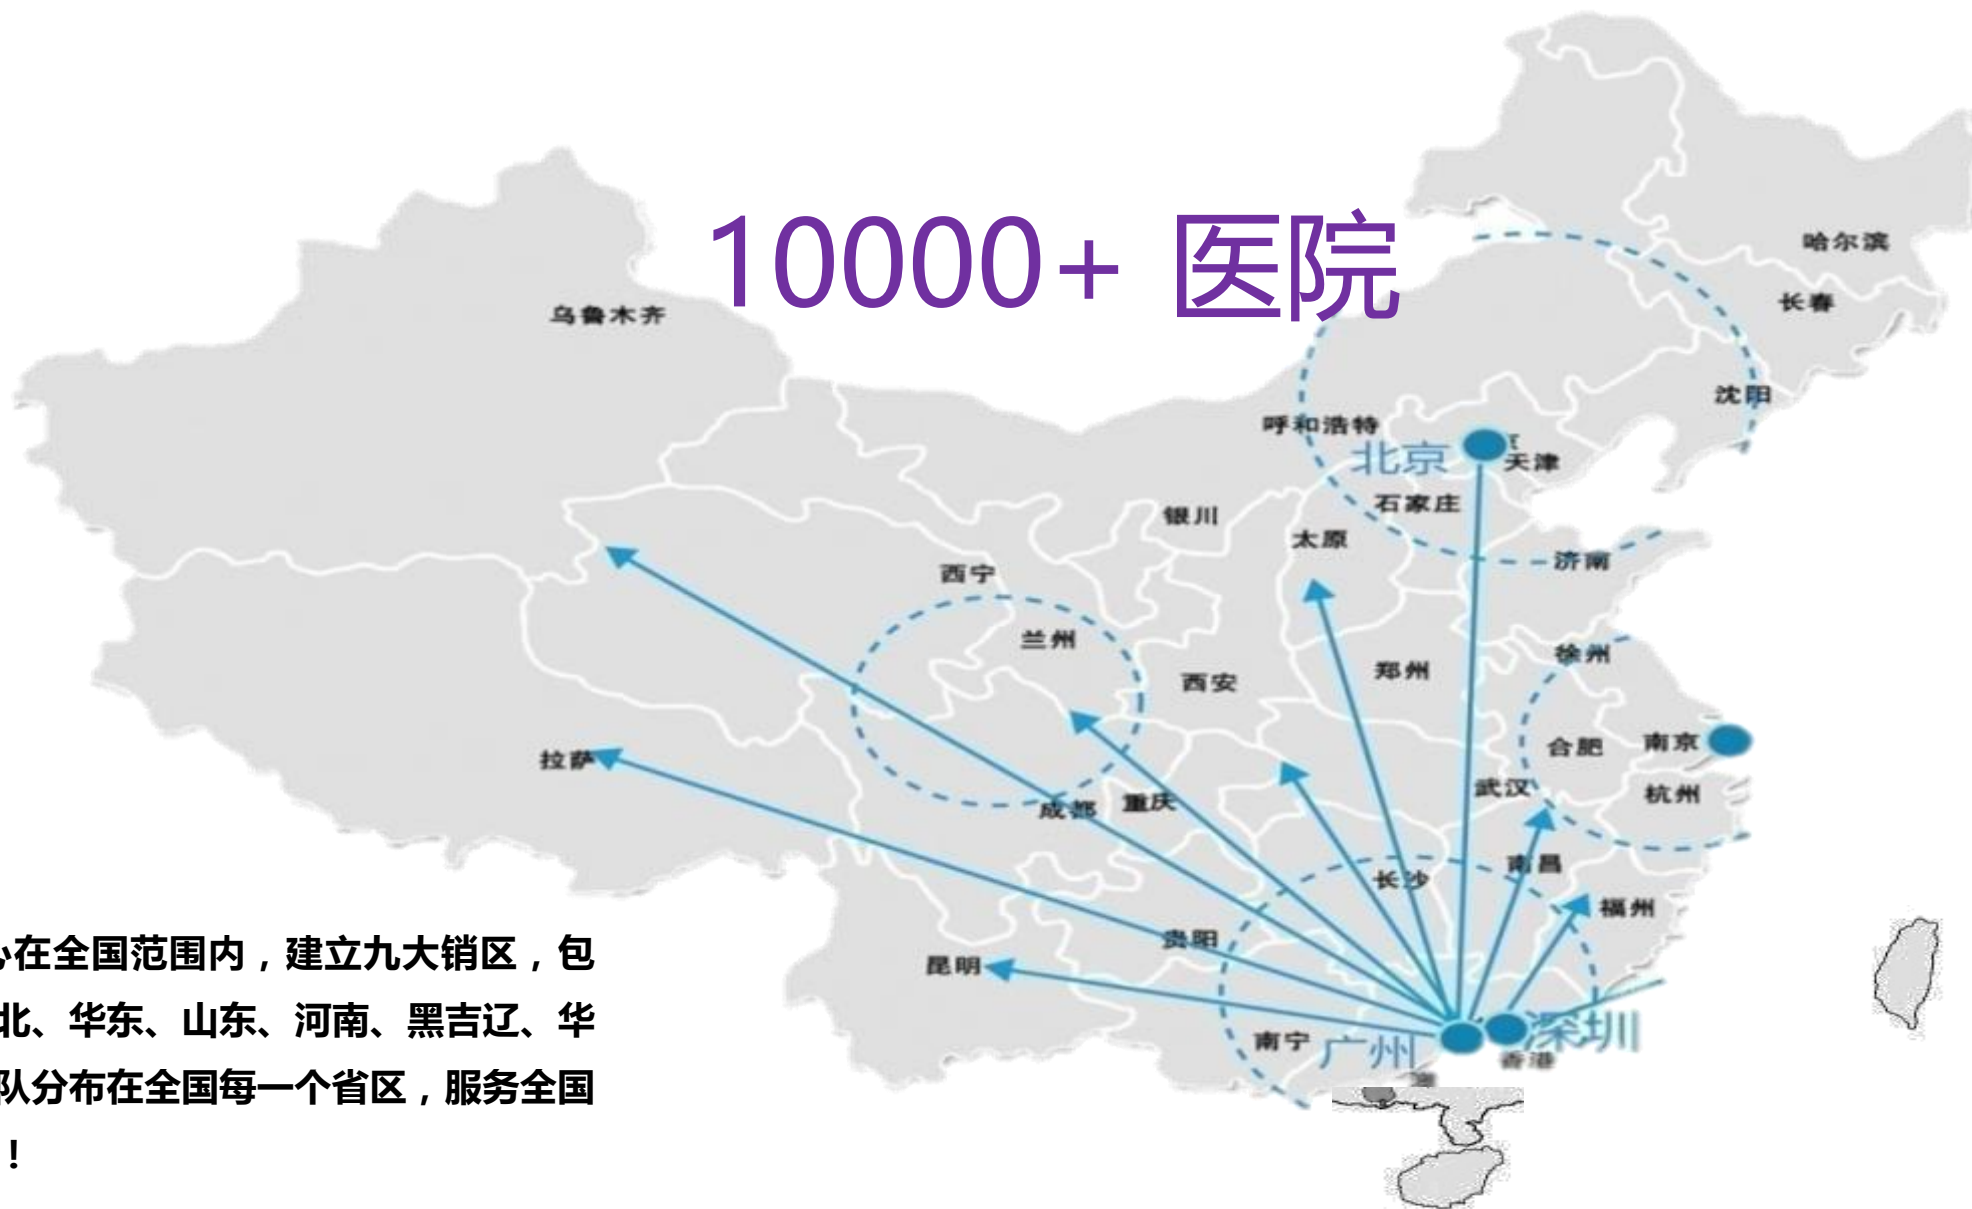 10000+ 医院
哈尔滨
长春
乌鲁木齐
沈阳
呼和浩特
北京
天津
石家庄
银川
太原
济南
西宁
兰州
徐州
郑州
西安
合肥
南京
拉萨
武汉
杭州
成都
重庆
南昌
长沙
福州
贵阳
昆明
南宁
广州
深圳
香港
在全国范围内，建立九大销区，包
北、华东、山东、河南、黑吉辽、华
队分布在全国每一个省区，服务全国
！